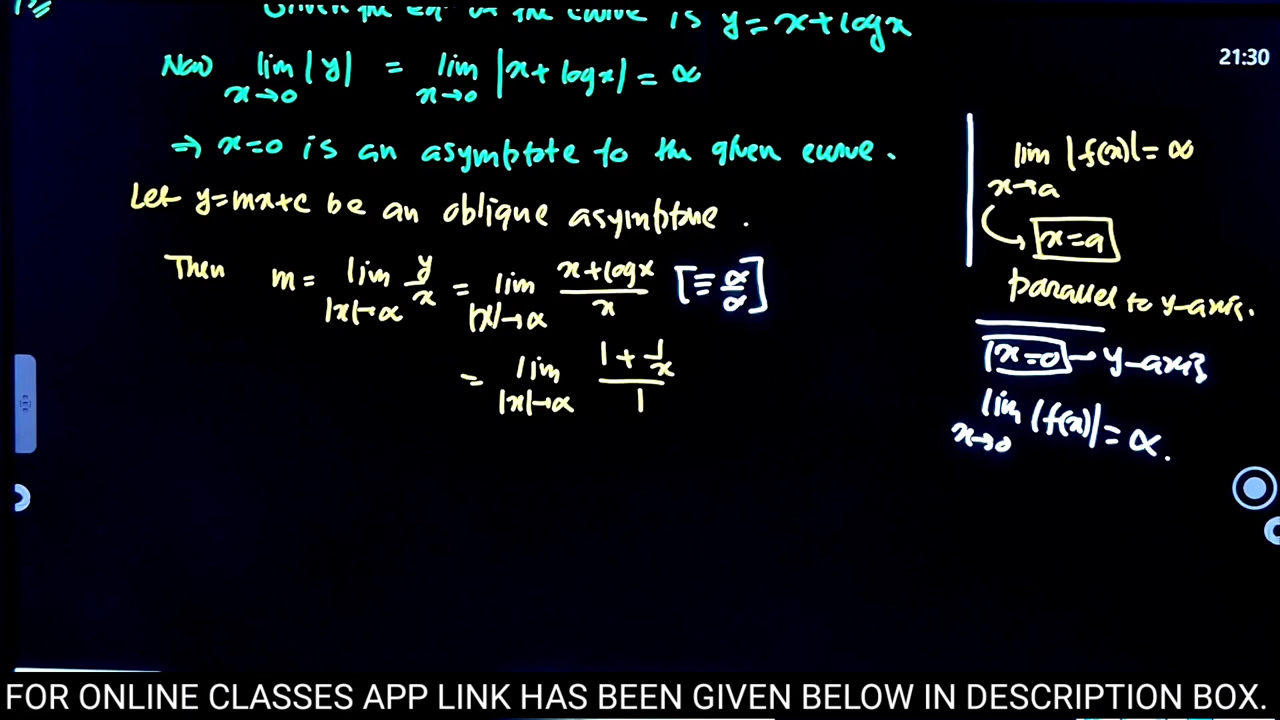 Given the eqn of the curve is y = x + log x
21:30
Now lim x→0 |y| = lim x→0 |x + log x| = ∞
⇒ x=0 is an asymptote to the given curve.
Let y=mx+c be an oblique asymptote.
Then m = lim |x|→∝ y/x = lim |x|→∝ (x + log x)/x [≡ ∝/∝]
= lim |x|→∝ (1 + 1/x)/1
lim x→a |f(x)| = ∞
x=a
parallel to y-axis.
x=0 → y-axis
lim x→0 |f(x)| = ∝.
FOR ONLINE CLASSES APP LINK HAS BEEN GIVEN BELOW IN DESCRIPTION BOX.